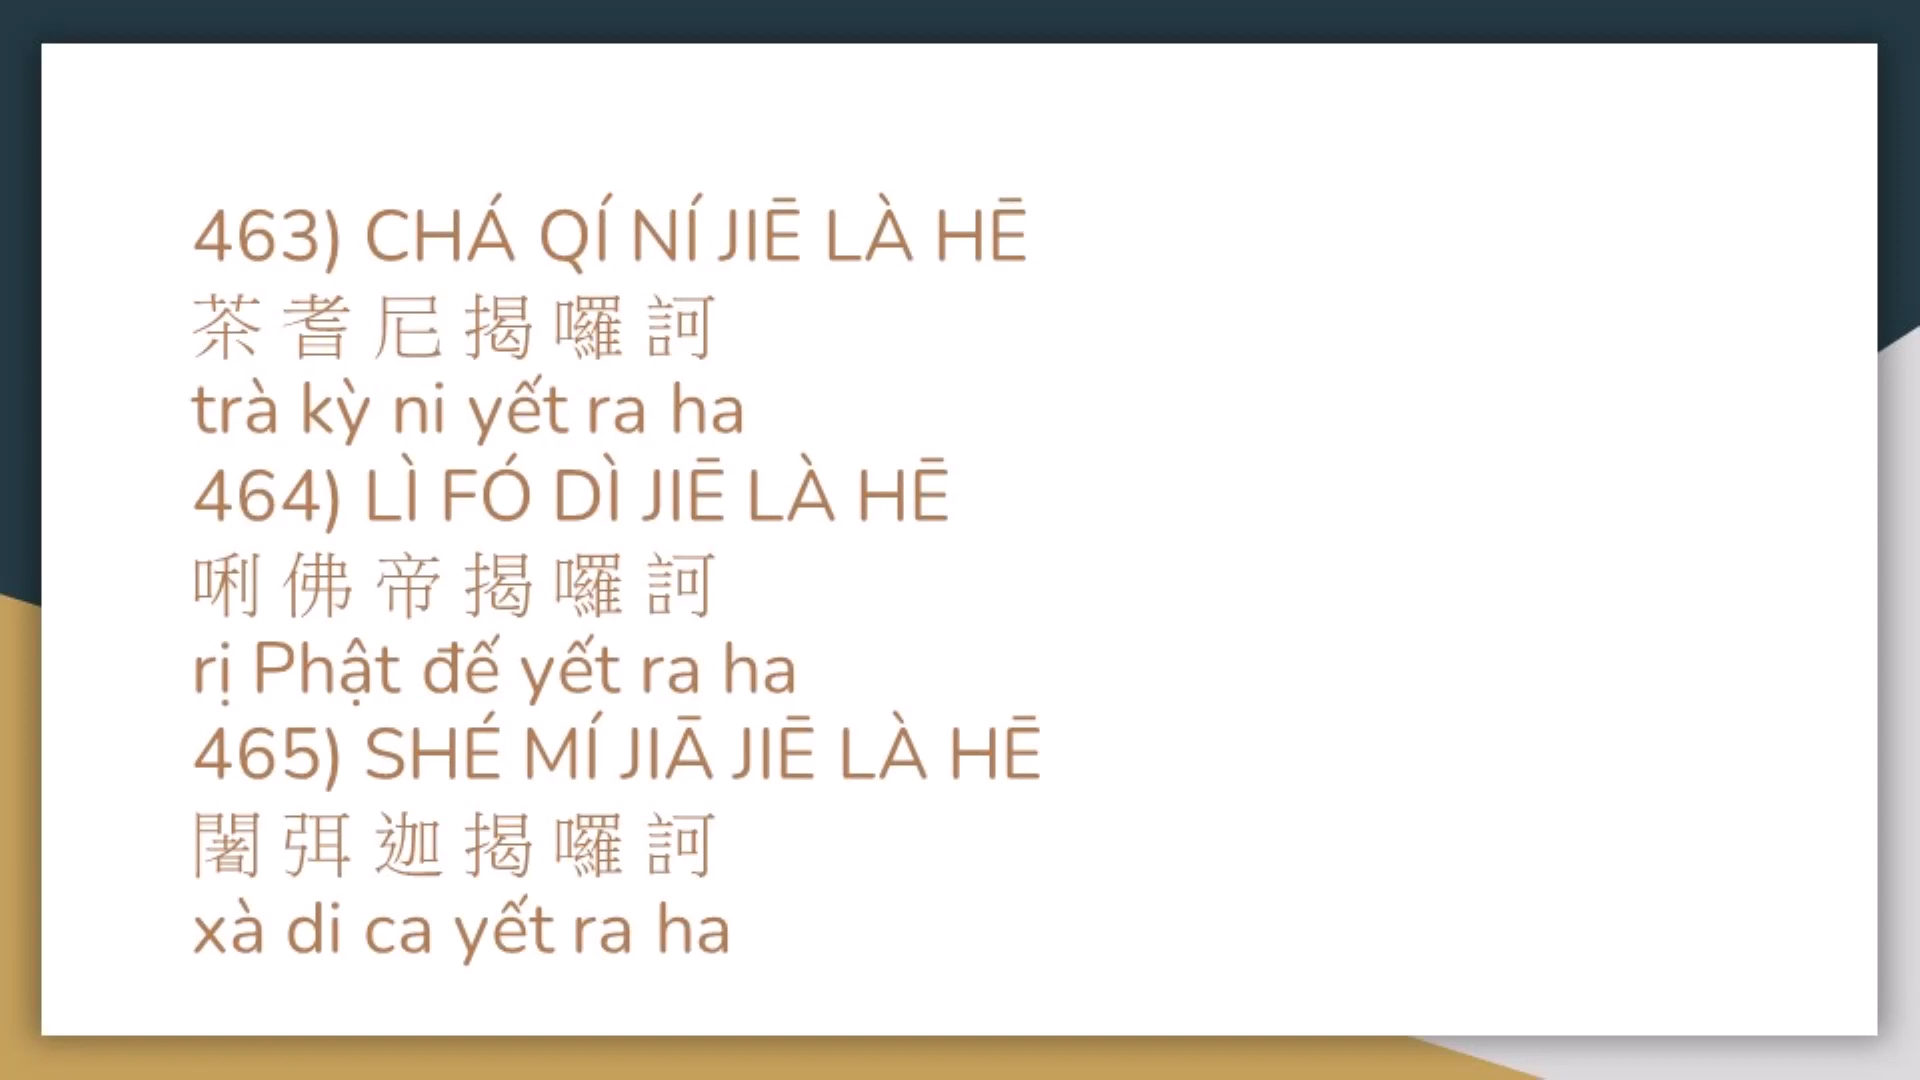 463) CHÁ QÍ NÍ JIĒ LÀ HĒ
茶 耆 尼 揭 囉 訶
trà kỳ ni yết ra ha
464) LÌ FÓ DÌ JIĒ LÀ HĒ
唎 佛 帝 揭 囉 訶
rị Phật đế yết ra ha
465) SHÉ MÍ JIĀ JIĒ LÀ HĒ
闍 弭 迦 揭 囉 訶
xà di ca yết ra ha